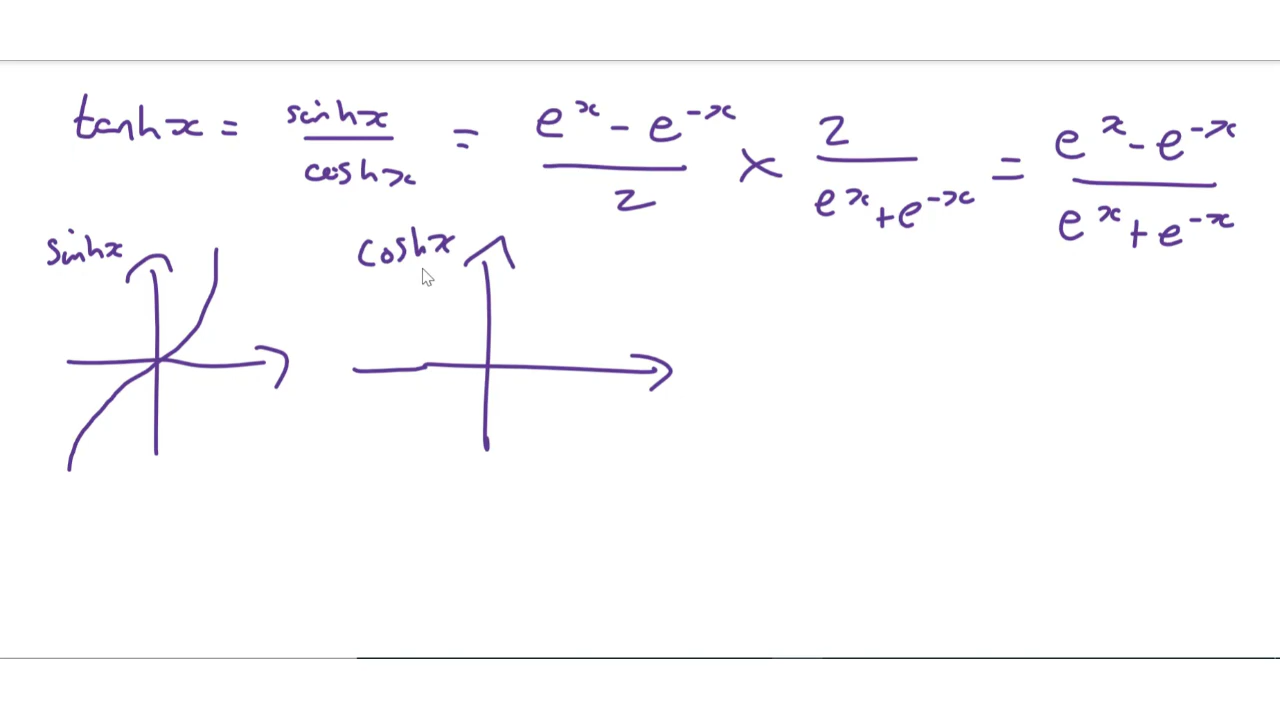 tanhx = sinhx/coshx = (e^x - e^-x)/2 × 2/(e^x + e^-x) = (e^x - e^-x)/(e^x + e^-x)
sinhx coshx